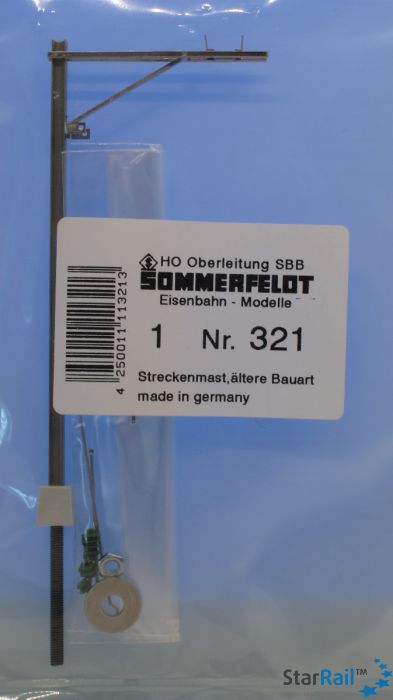 HO Oberleitung SBB
SOMMERFELDT
Eisenbahn - Modelle
1 Nr. 321
Streckenmast,ältere Bauart
made in germany
4 250011 113213
StarRail™